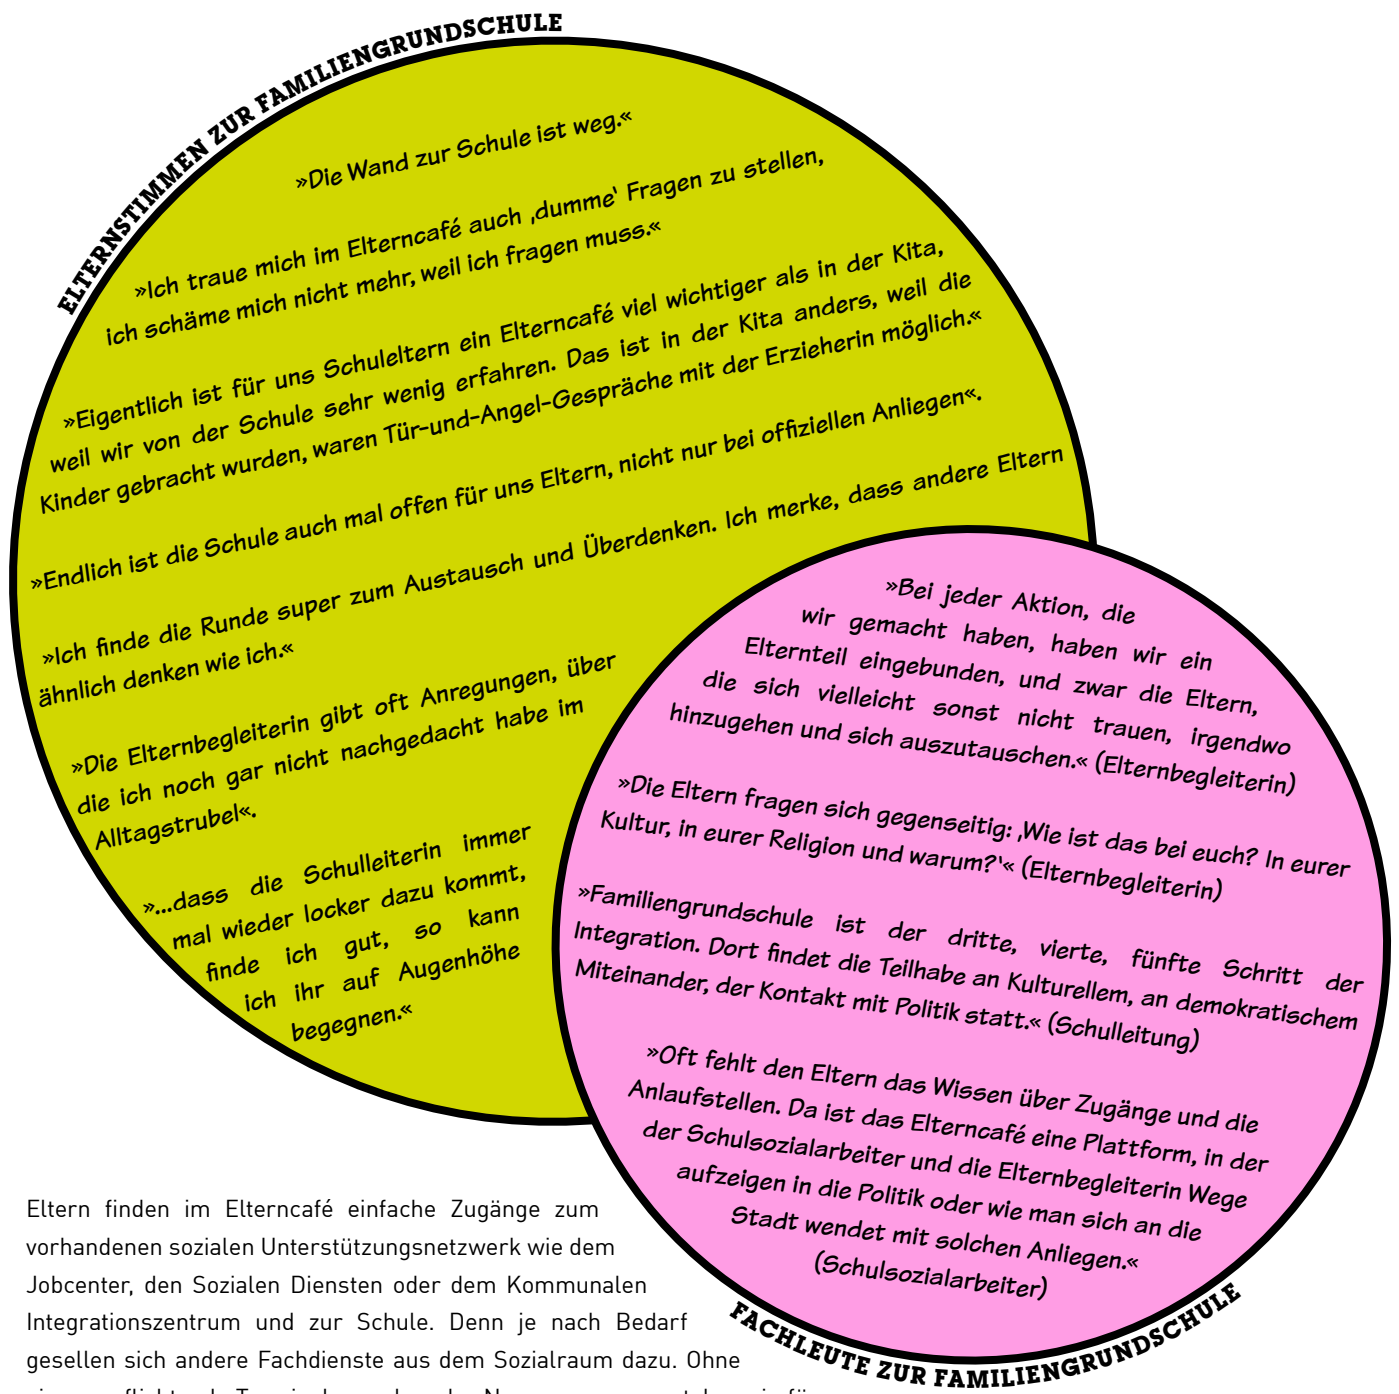 ELTERNSTIMMEN ZUR FAMILIENGRUNDSCHULE
»Die Wand zur Schule ist weg.«
»Ich traue mich im Elterncafé auch ‚dumme' Fragen zu stellen,
ich schäme mich nicht mehr, weil ich fragen muss.«
»Eigentlich ist für uns Schuleltern ein Elterncafé viel wichtiger als in der Kita,
weil wir von der Schule sehr wenig erfahren. Das ist in der Kita anders, weil die
Kinder gebracht wurden, waren Tür-und-Angel-Gespräche mit der Erzieherin möglich.«
»Endlich ist die Schule auch mal offen für uns Eltern, nicht nur bei offiziellen Anliegen«.
»Ich finde die Runde super zum Austausch und Überdenken. Ich merke, dass andere Eltern
ähnlich denken wie ich.«
»Die Elternbegleiterin gibt oft Anregungen, über
die ich noch gar nicht nachgedacht habe im
Alltagstrubel«.
»...dass die Schulleiterin immer
mal wieder locker dazu kommt,
finde ich gut, so kann
ich ihr auf Augenhöhe
begegnen.«
»Bei jeder Aktion, die
wir gemacht haben, haben wir ein
Elternteil eingebunden, und zwar die Eltern,
die sich vielleicht sonst nicht trauen, irgendwo
hinzugehen und sich auszutauschen.« (Elternbegleiterin)
»Die Eltern fragen sich gegenseitig: ‚Wie ist das bei euch? In eurer
Kultur, in eurer Religion und warum?‘« (Elternbegleiterin)
»Familiengrundschule ist der dritte, vierte, fünfte Schritt der
Integration. Dort findet die Teilhabe an Kulturellem, an demokratischem
Miteinander, der Kontakt mit Politik statt.« (Schulleitung)
»Oft fehlt den Eltern das Wissen über Zugänge und die
Anlaufstellen. Da ist das Elterncafé eine Plattform, in der
der Schulsozialarbeiter und die Elternbegleiterin Wege
aufzeigen in die Politik oder wie man sich an die
Stadt wendet mit solchen Anliegen.«
(Schulsozialarbeiter)
FACHLEUTE ZUR FAMILIENGRUNDSCHULE
Eltern finden im Elterncafé einfache Zugänge zum
vorhandenen sozialen Unterstützungsnetzwerk wie dem
Jobcenter, den Sozialen Diensten oder dem Kommunalen
Integrationszentrum und zur Schule. Denn je nach Bedarf
gesellen sich andere Fachdienste aus dem Sozialraum dazu. Ohne